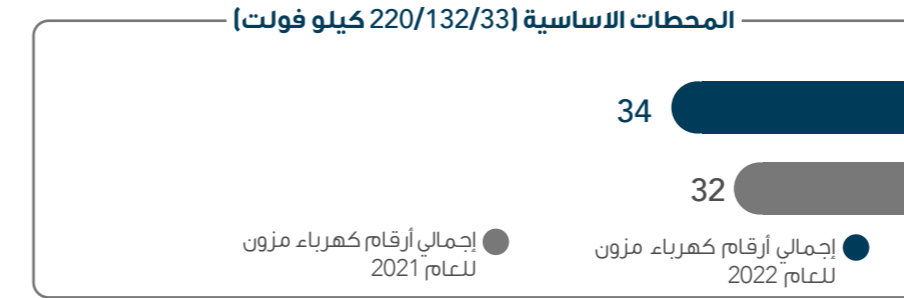 المحطات الاساسية (220/132/33 كيلو فولت)
34
32
إجمالي أرقام كهرباء مزون
للعام 2022
إجمالي أرقام كهرباء مزون
للعام 2021